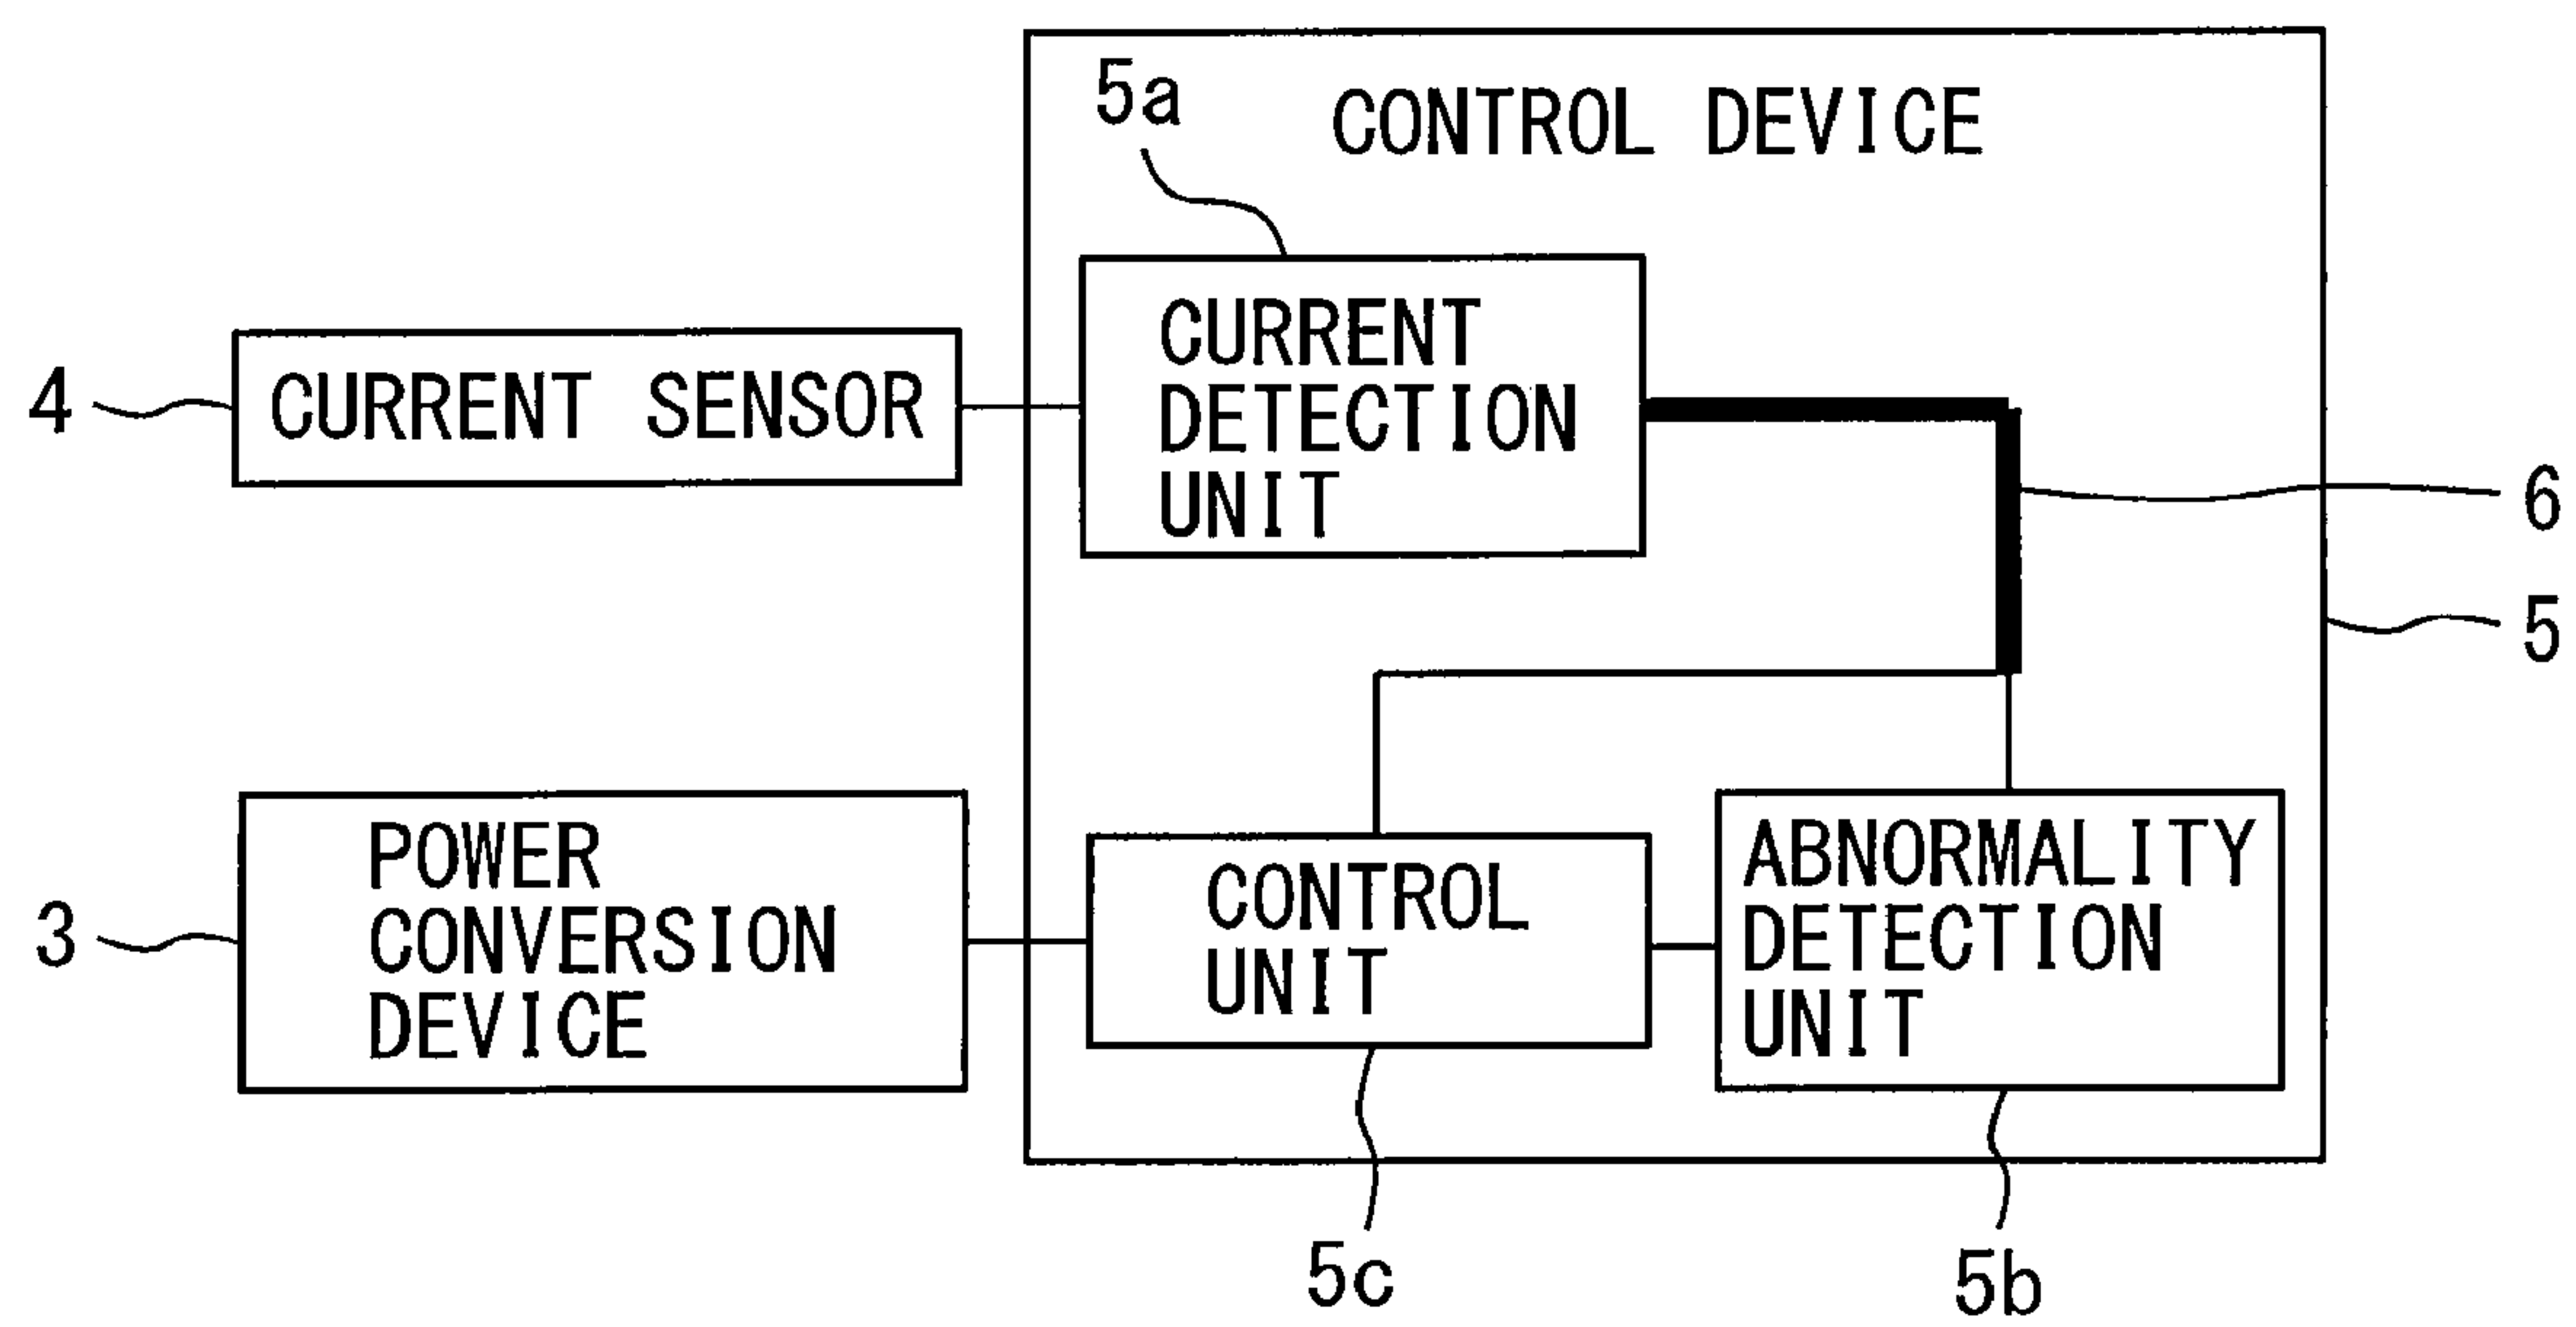 5a
CONTROL DEVICE
CURRENT
DETECTION
UNIT
4
CURRENT SENSOR
6
5
3
POWER
CONVERSION
DEVICE
CONTROL
UNIT
ABNORMALITY
DETECTION
UNIT
5c
5b